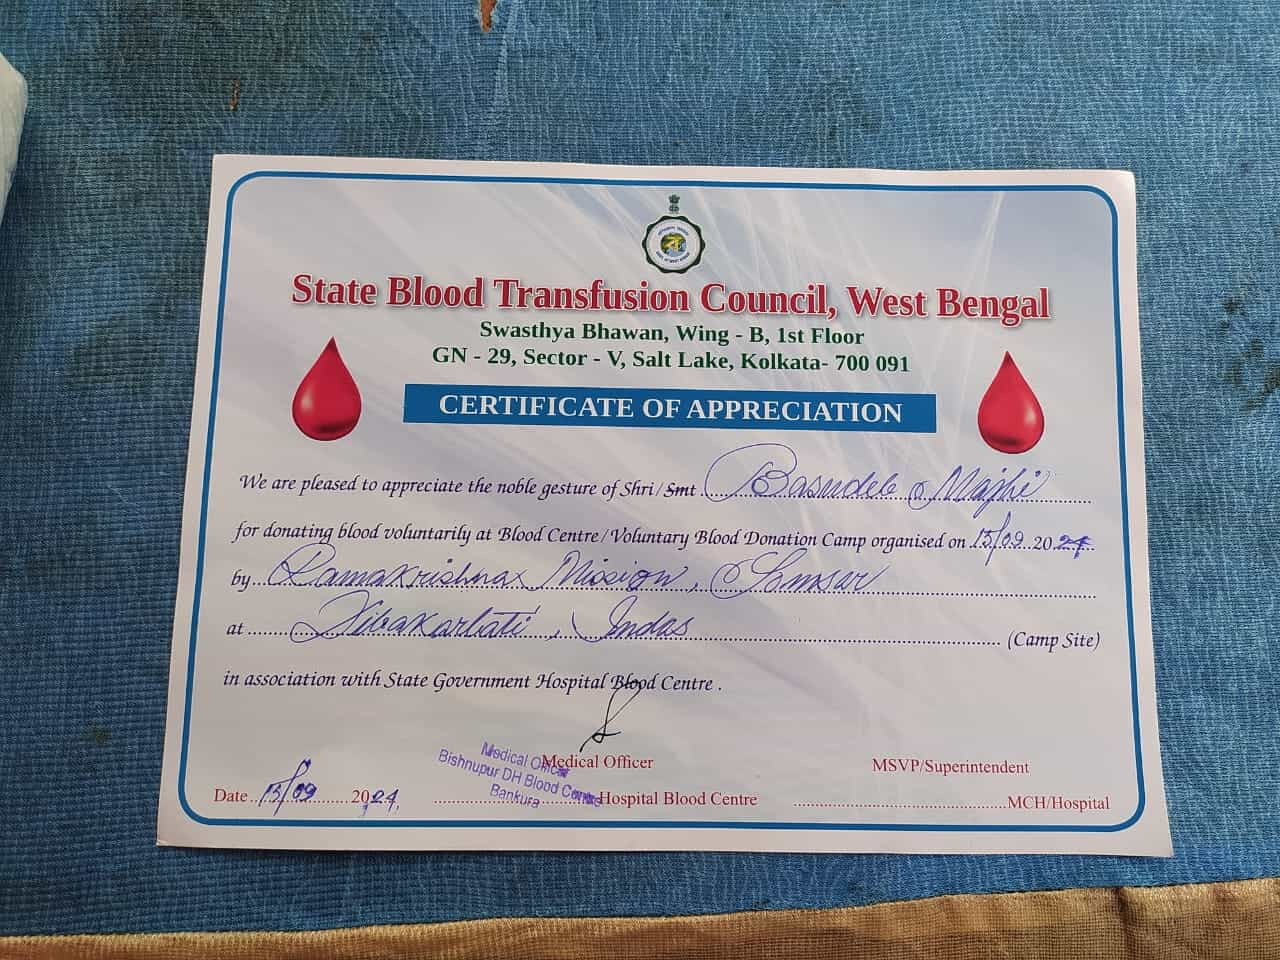 State Blood Transfusion Council, West Bengal
Swasthya Bhawan, Wing - B, 1st Floor
GN - 29, Sector - V, Salt Lake, Kolkata- 700 091
CERTIFICATE OF APPRECIATION
We are pleased to appreciate the noble gesture of Shri/Smt Basudeb Majhi
for donating blood voluntarily at Blood Centre/Voluntary Blood Donation Camp organised on 15/09 2024
by Ramakrishna Mission,
at Dibakarbati, Indas (Camp Site)
in association with State Government Hospital Blood Centre .
Medical Officer
Bishnupur DH Blood Centre
Bankura
Medical Officer MSVP/Superintendent
Date 15/09 2024 Hospital Blood Centre MCH/Hospital